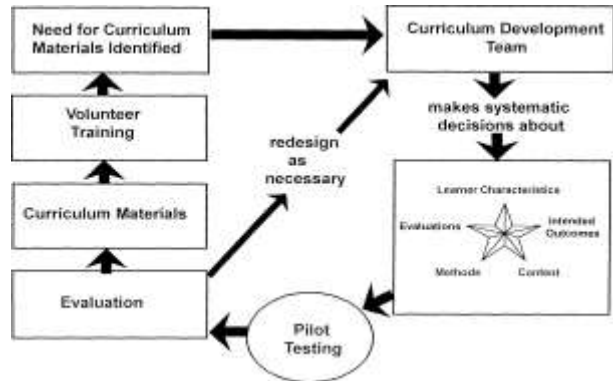 Need for Curriculum
Materials Identified
Curriculum Development
Team
Volunteer
Training
makes systematic
decisions about
redesign
as
necessary
Learner Characteristics
Curriculum Materials
Evaluations
Intended
Outcomes
Methode
Content
Evaluation
Pilot
Testing